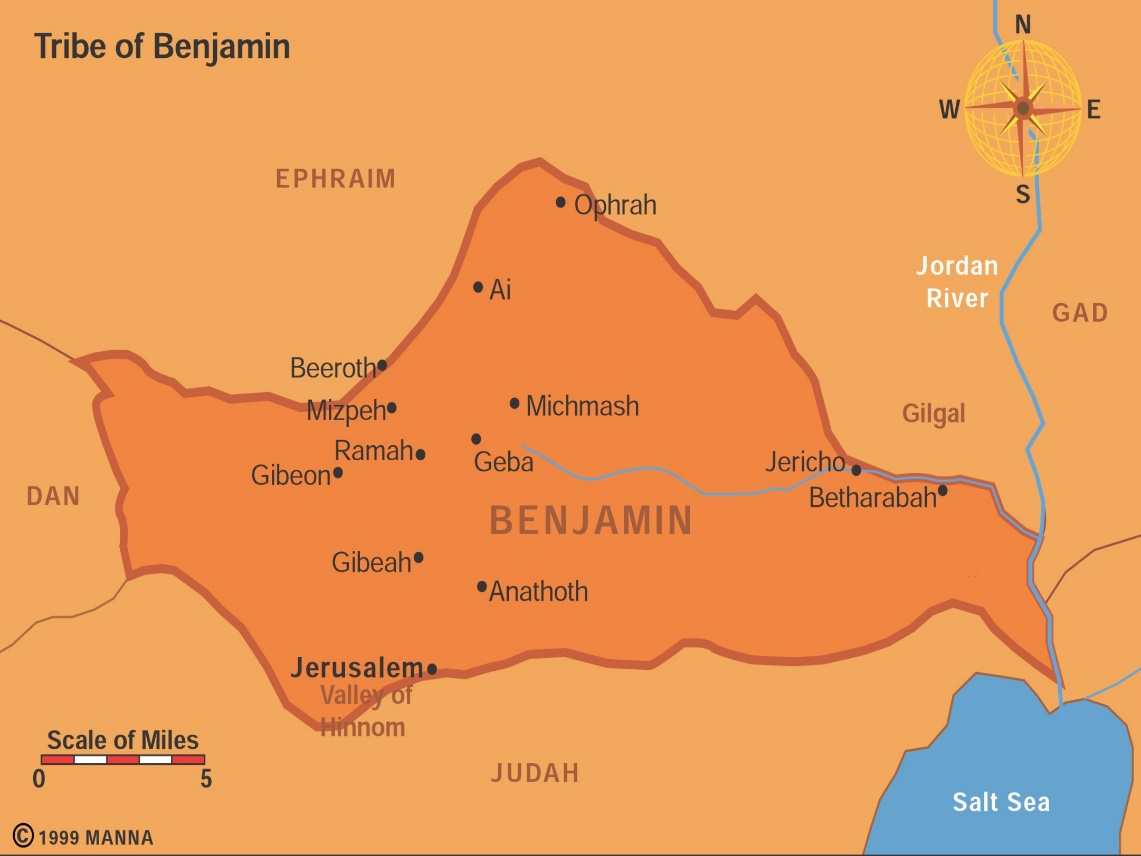 Tribe of Benjamin
N
W
E
S
EPHRAIM
Ophrah
Jordan
River
Ai
GAD
Beeroth
Mizpeh
Michmash
Gilgal
Ramah
Geba
Jericho
Gibeon
DAN
Betharabah
BENJAMIN
Gibeah
Anathoth
Jerusalem
Valley of
Hinnom
Scale of Miles
0
5
JUDAH
Salt Sea
© 1999 MANNA